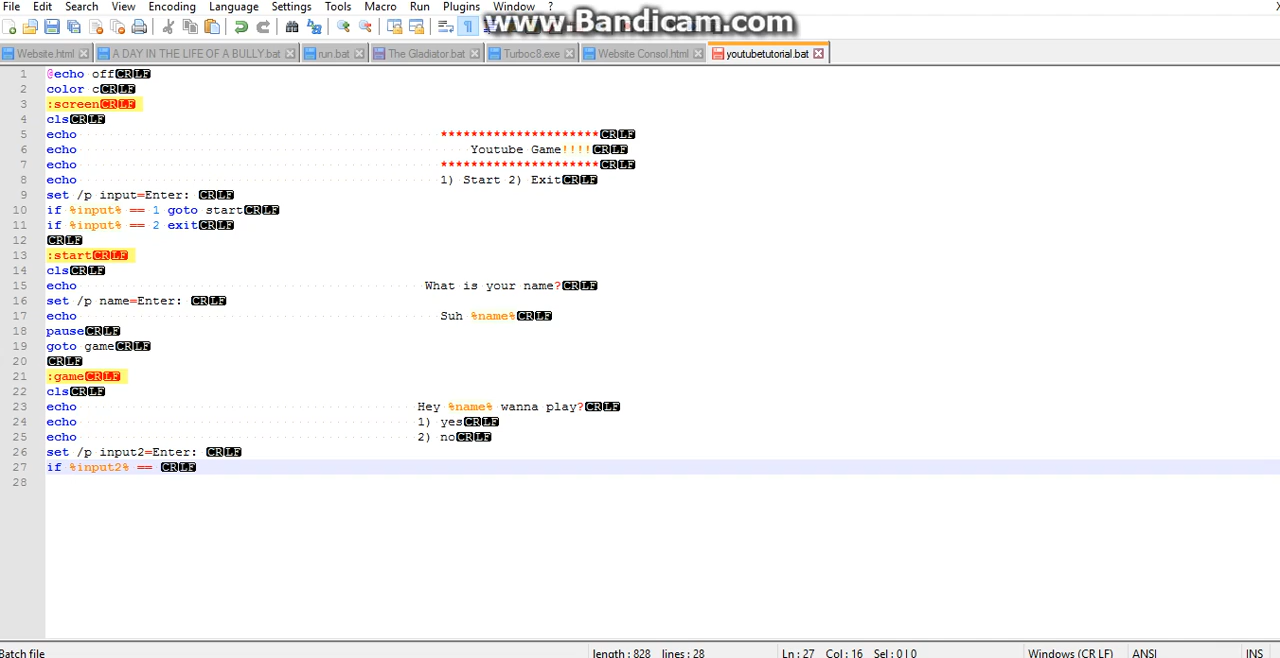 File Edit Search View Encoding Language Settings Tools Macro Run Plugins Window ?
www.Bandicam.com
Website.html A DAY IN THE LIFE OF A BULLY.bat run.bat The Gladiator.bat Turboc8.exe Website Consol.html youtubetutorial.bat
1 @echo offCRLF
2 color cCRLF
3 :screenCRLF
4 clsCRLF
5 echo *********************CRLF
6 echo Youtube Game!!!!CRLF
7 echo *********************CRLF
8 echo 1) Start 2) ExitCRLF
9 set /p input=Enter: CRLF
10 if %input% == 1 goto startCRLF
11 if %input% == 2 exitCRLF
12 CRLF
13 :startCRLF
14 clsCRLF
15 echo What is your name?CRLF
16 set /p name=Enter: CRLF
17 echo Suh %name%CRLF
18 pauseCRLF
19 goto gameCRLF
20 CRLF
21 :gameCRLF
22 clsCRLF
23 echo Hey %name% wanna play?CRLF
24 echo 1) yesCRLF
25 echo 2) noCRLF
26 set /p input2=Enter: CRLF
27 if %input2% == CRLF
28
Batch file length : 828 lines : 28 Ln : 27 Col : 16 Sel : 0 | 0 Windows (CR LF) ANSI INS